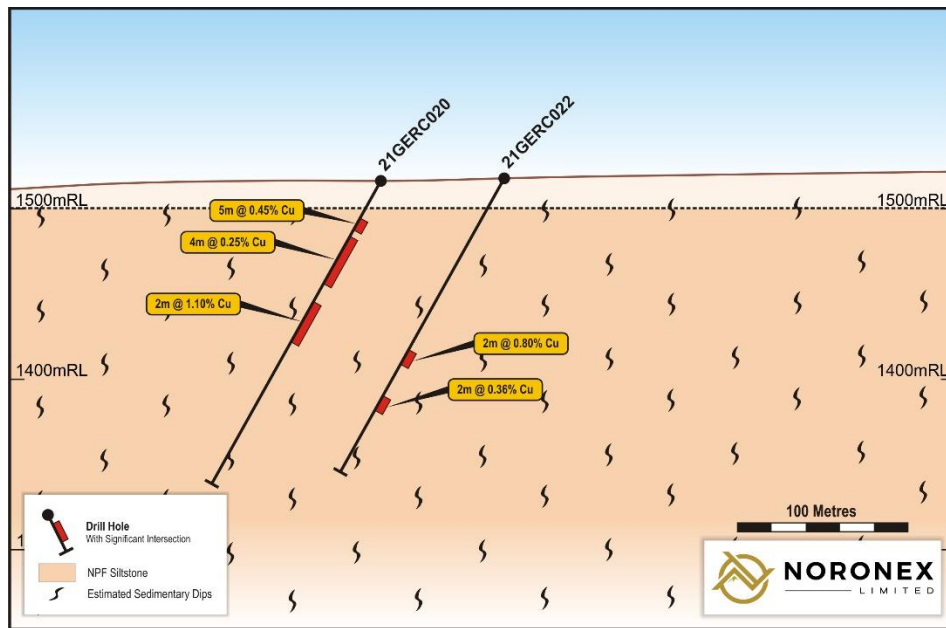 21GERC020
21GERC022
1500mRL
1500mRL
5m @ 0.45% Cu
4m @ 0.25% Cu
2m @ 1.10% Cu
2m @ 0.80% Cu
1400mRL
1400mRL
2m @ 0.36% Cu
Drill Hole
With Significant Intersection
NPF Siltstone
Estimated Sedimentary Dips
100 Metres
NORONEX
LIMITED